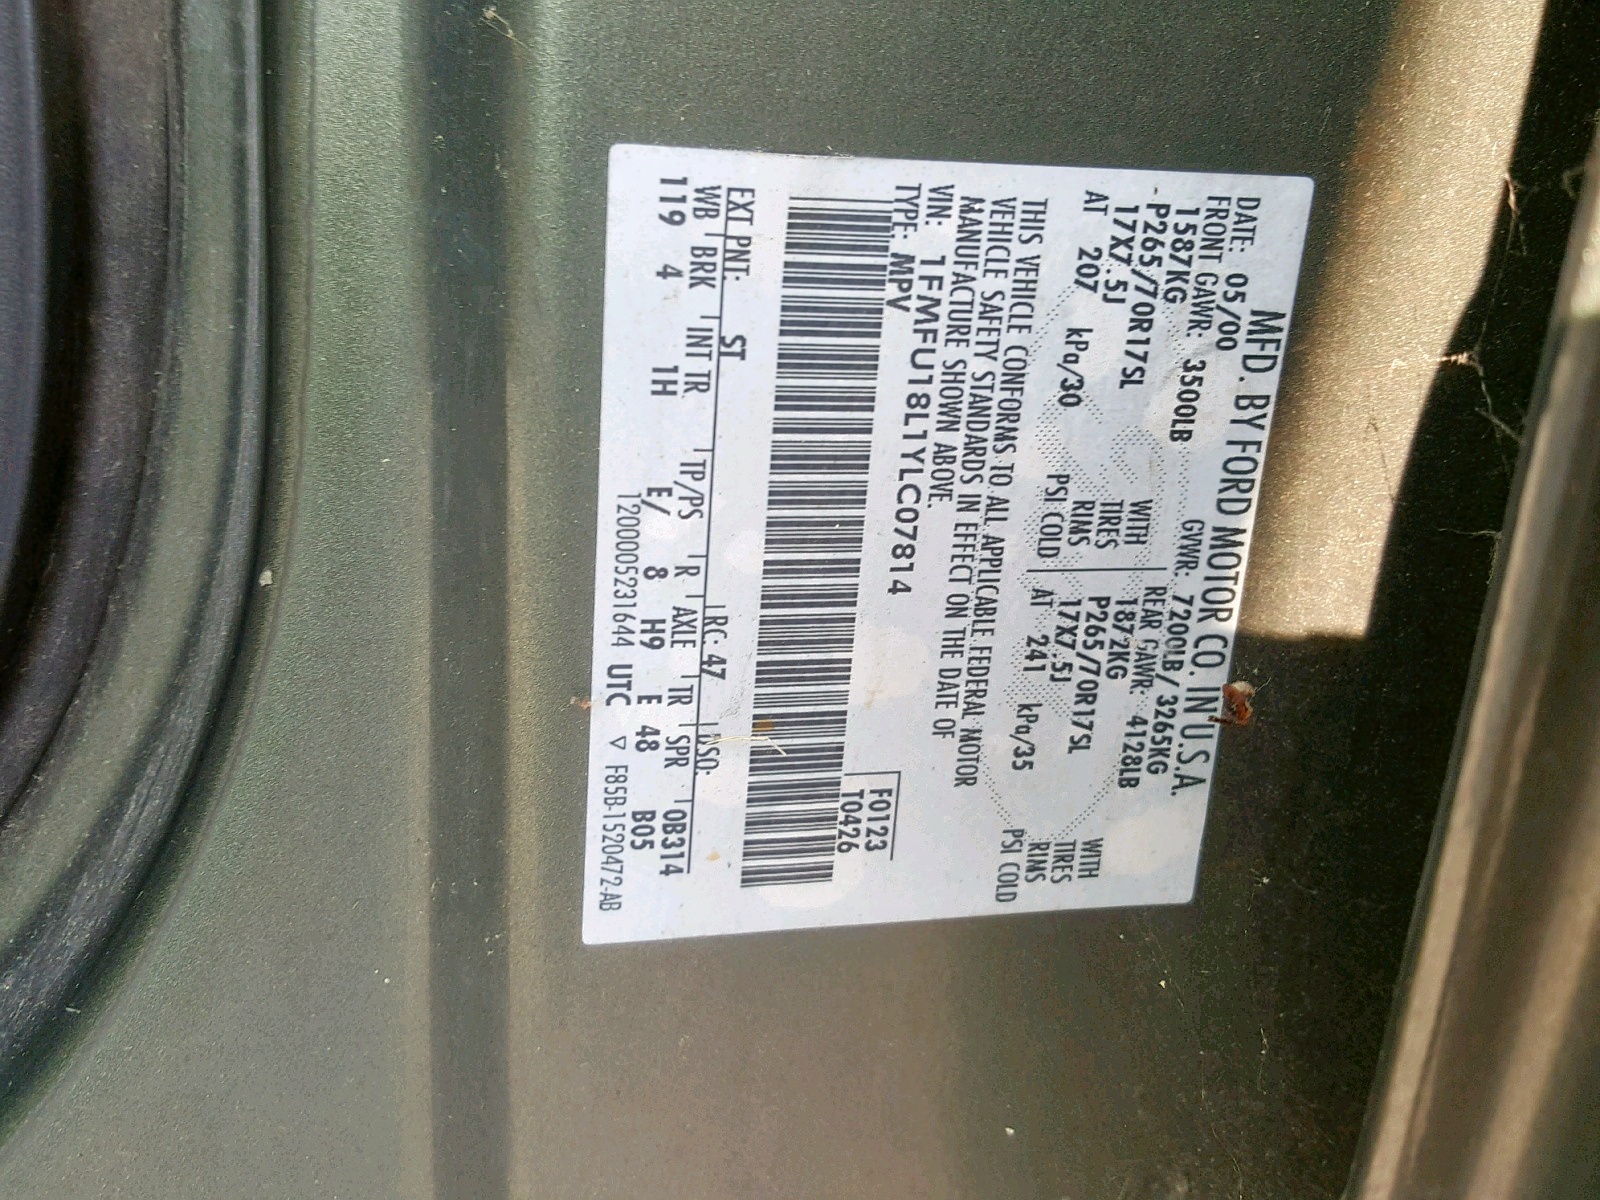 MFD. BY FORD MOTOR CO. IN U.S.A.
DATE: 05/00 GVWR: 7200LB/ 3265KG
FRONT GAWR: 3500LB REAR GAWR: 4128LB
1587KG WITH 1872KG WITH
P265/70R17SL TIRES P265/70R17SL TIRES
17X7.5J RIMS 17X7.5J RIMS
AT 207 kPa/30 PSI COLD AT 241 kPa/35 PSI COLD
THIS VEHICLE CONFORMS TO ALL APPLICABLE FEDERAL MOTOR
VEHICLE SAFETY STANDARDS IN EFFECT ON THE DATE OF
MANUFACTURE SHOWN ABOVE.
VIN: 1FMFU18L1YLC07814 F0123
TYPE: MPV T0426
EXT PNT: ST RC: 47 DSO:
WB BRK INT TR TP/PS R AXLE TR SPR 0B314
119 4 1H E/ 8 H9 E 48 B05
1200005231644 UTC ▽ F85B-1520472-AB